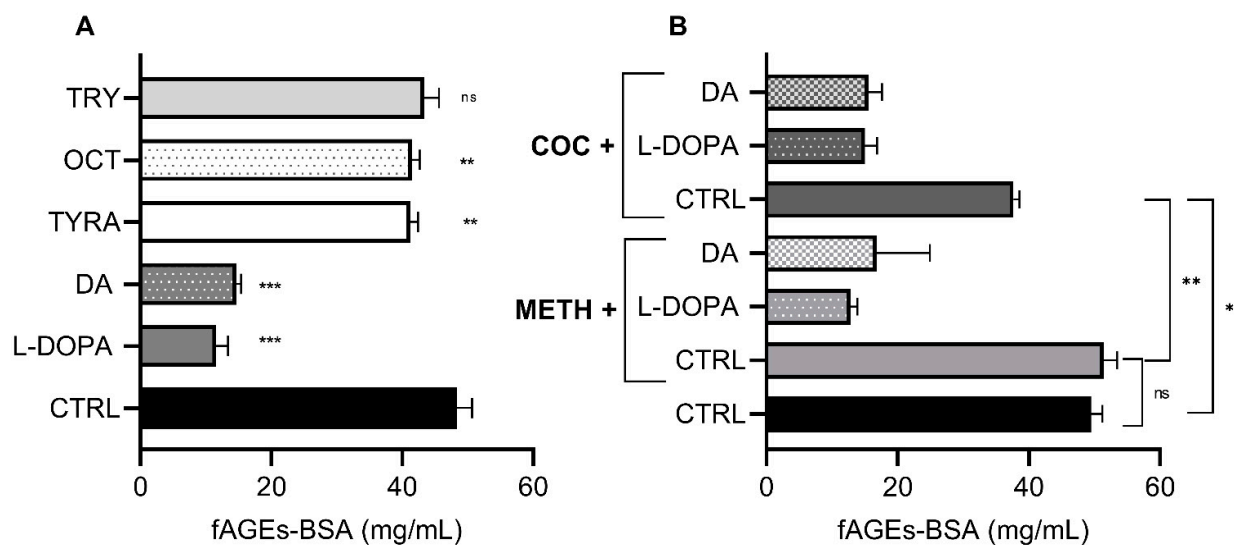 A
TRY
ns
OCT
**
TYRA
**
DA
***
L-DOPA
***
CTRL
0 20 40 60
fAGEs-BSA (mg/mL)
B
DA
COC + L-DOPA
CTRL
DA
METH + L-DOPA
CTRL
CTRL
**
*
ns
0 20 40 60
fAGEs-BSA (mg/mL)